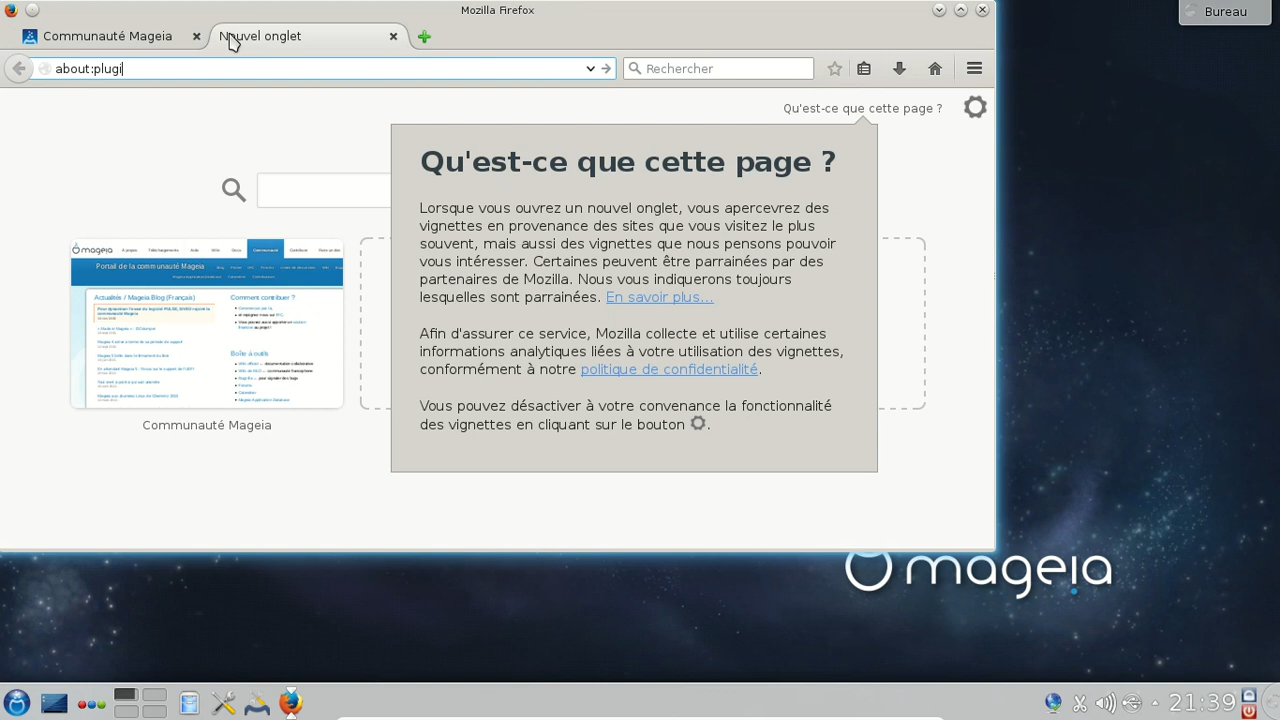 Mozilla Firefox
Bureau
Communauté Mageia
Nouvel onglet
about:plugi
Rechercher
Qu'est-ce que cette page ?
Qu'est-ce que cette page ?
Lorsque vous ouvrez un nouvel onglet, vous apercevrez des
vignettes en provenance des sites que vous visitez le plus
souvent, mais aussi des vignettes que nous pensons pouvoir
vous intéresser. Certaines peuvent être parrainées par des
partenaires de Mozilla. Nous vous indiquerons toujours
lesquelles sont parrainées. En savoir plus…
Afin d'assurer ce service, Mozilla collecte et utilise certaines
informations analytiques liées à votre utilisation des vignettes,
conformément à notre politique de confidentialité.
Vous pouvez désactiver à votre convenance la fonctionnalité
des vignettes en cliquant sur le bouton .
mageia
Communauté
Portail de la communauté Mageia
Actualités / Mageia Blog (Français)
Comment contribuer ?
Boîte à outils
Communauté Mageia
mageia
21:39